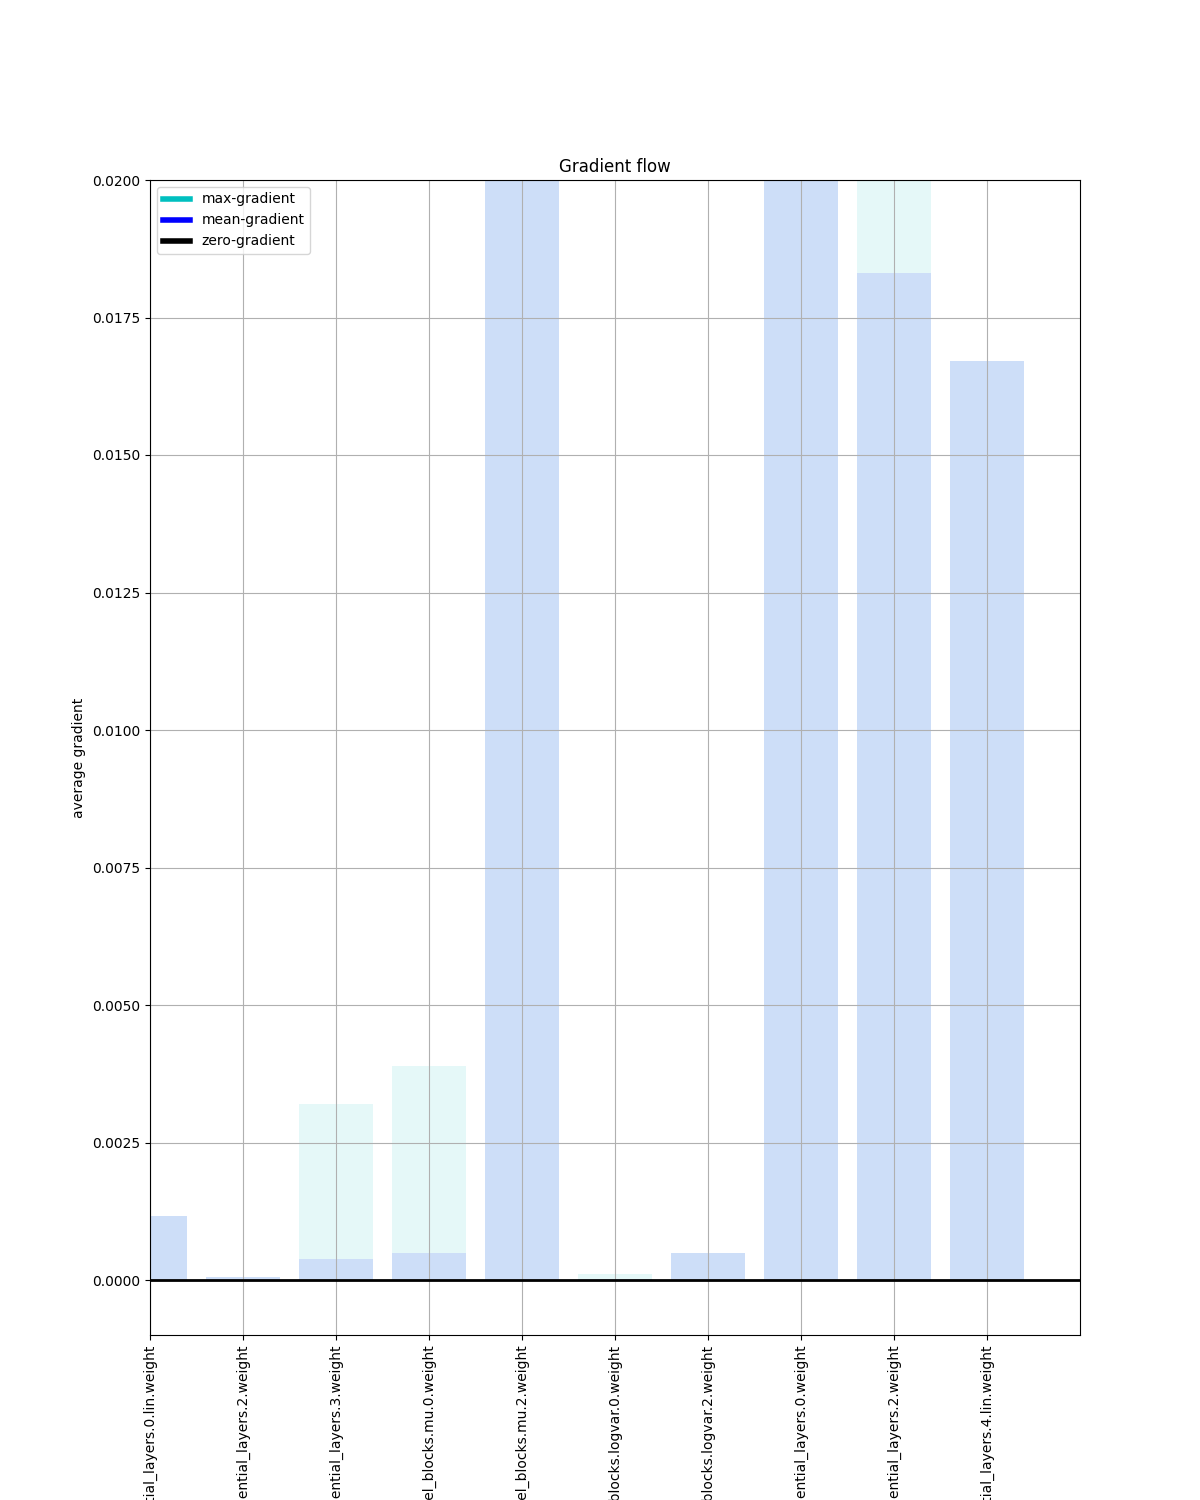 Gradient flow
max-gradient
mean-gradient
zero-gradient
average gradient
0.0200
0.0175
0.0150
0.0125
0.0100
0.0075
0.0050
0.0025
0.0000
tial_layers.0.lin.weight
ential_layers.2.weight
ential_layers.3.weight
el_blocks.mu.0.weight
el_blocks.mu.2.weight
blocks.logvar.0.weight
blocks.logvar.2.weight
ential_layers.0.weight
ential_layers.2.weight
tial_layers.4.lin.weight